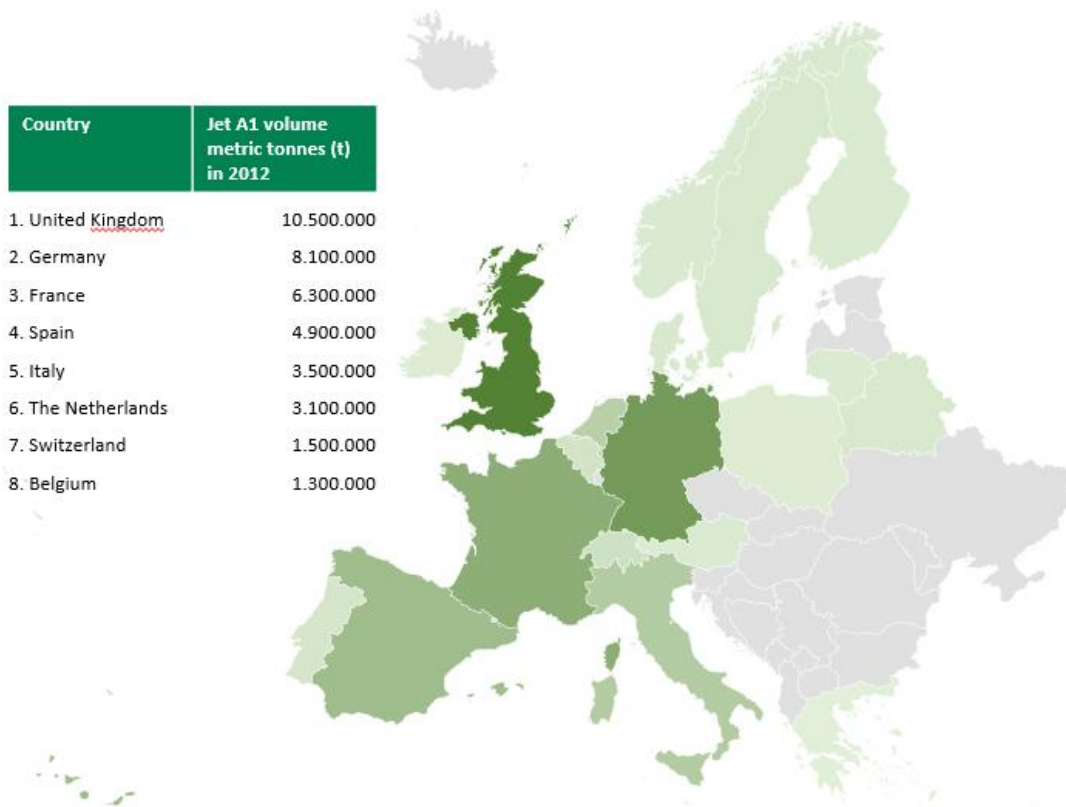 Country
Jet A1 volume
metric tonnes (t)
in 2012
1. United Kingdom 10.500.000
2. Germany 8.100.000
3. France 6.300.000
4. Spain 4.900.000
5. Italy 3.500.000
6. The Netherlands 3.100.000
7. Switzerland 1.500.000
8. Belgium 1.300.000